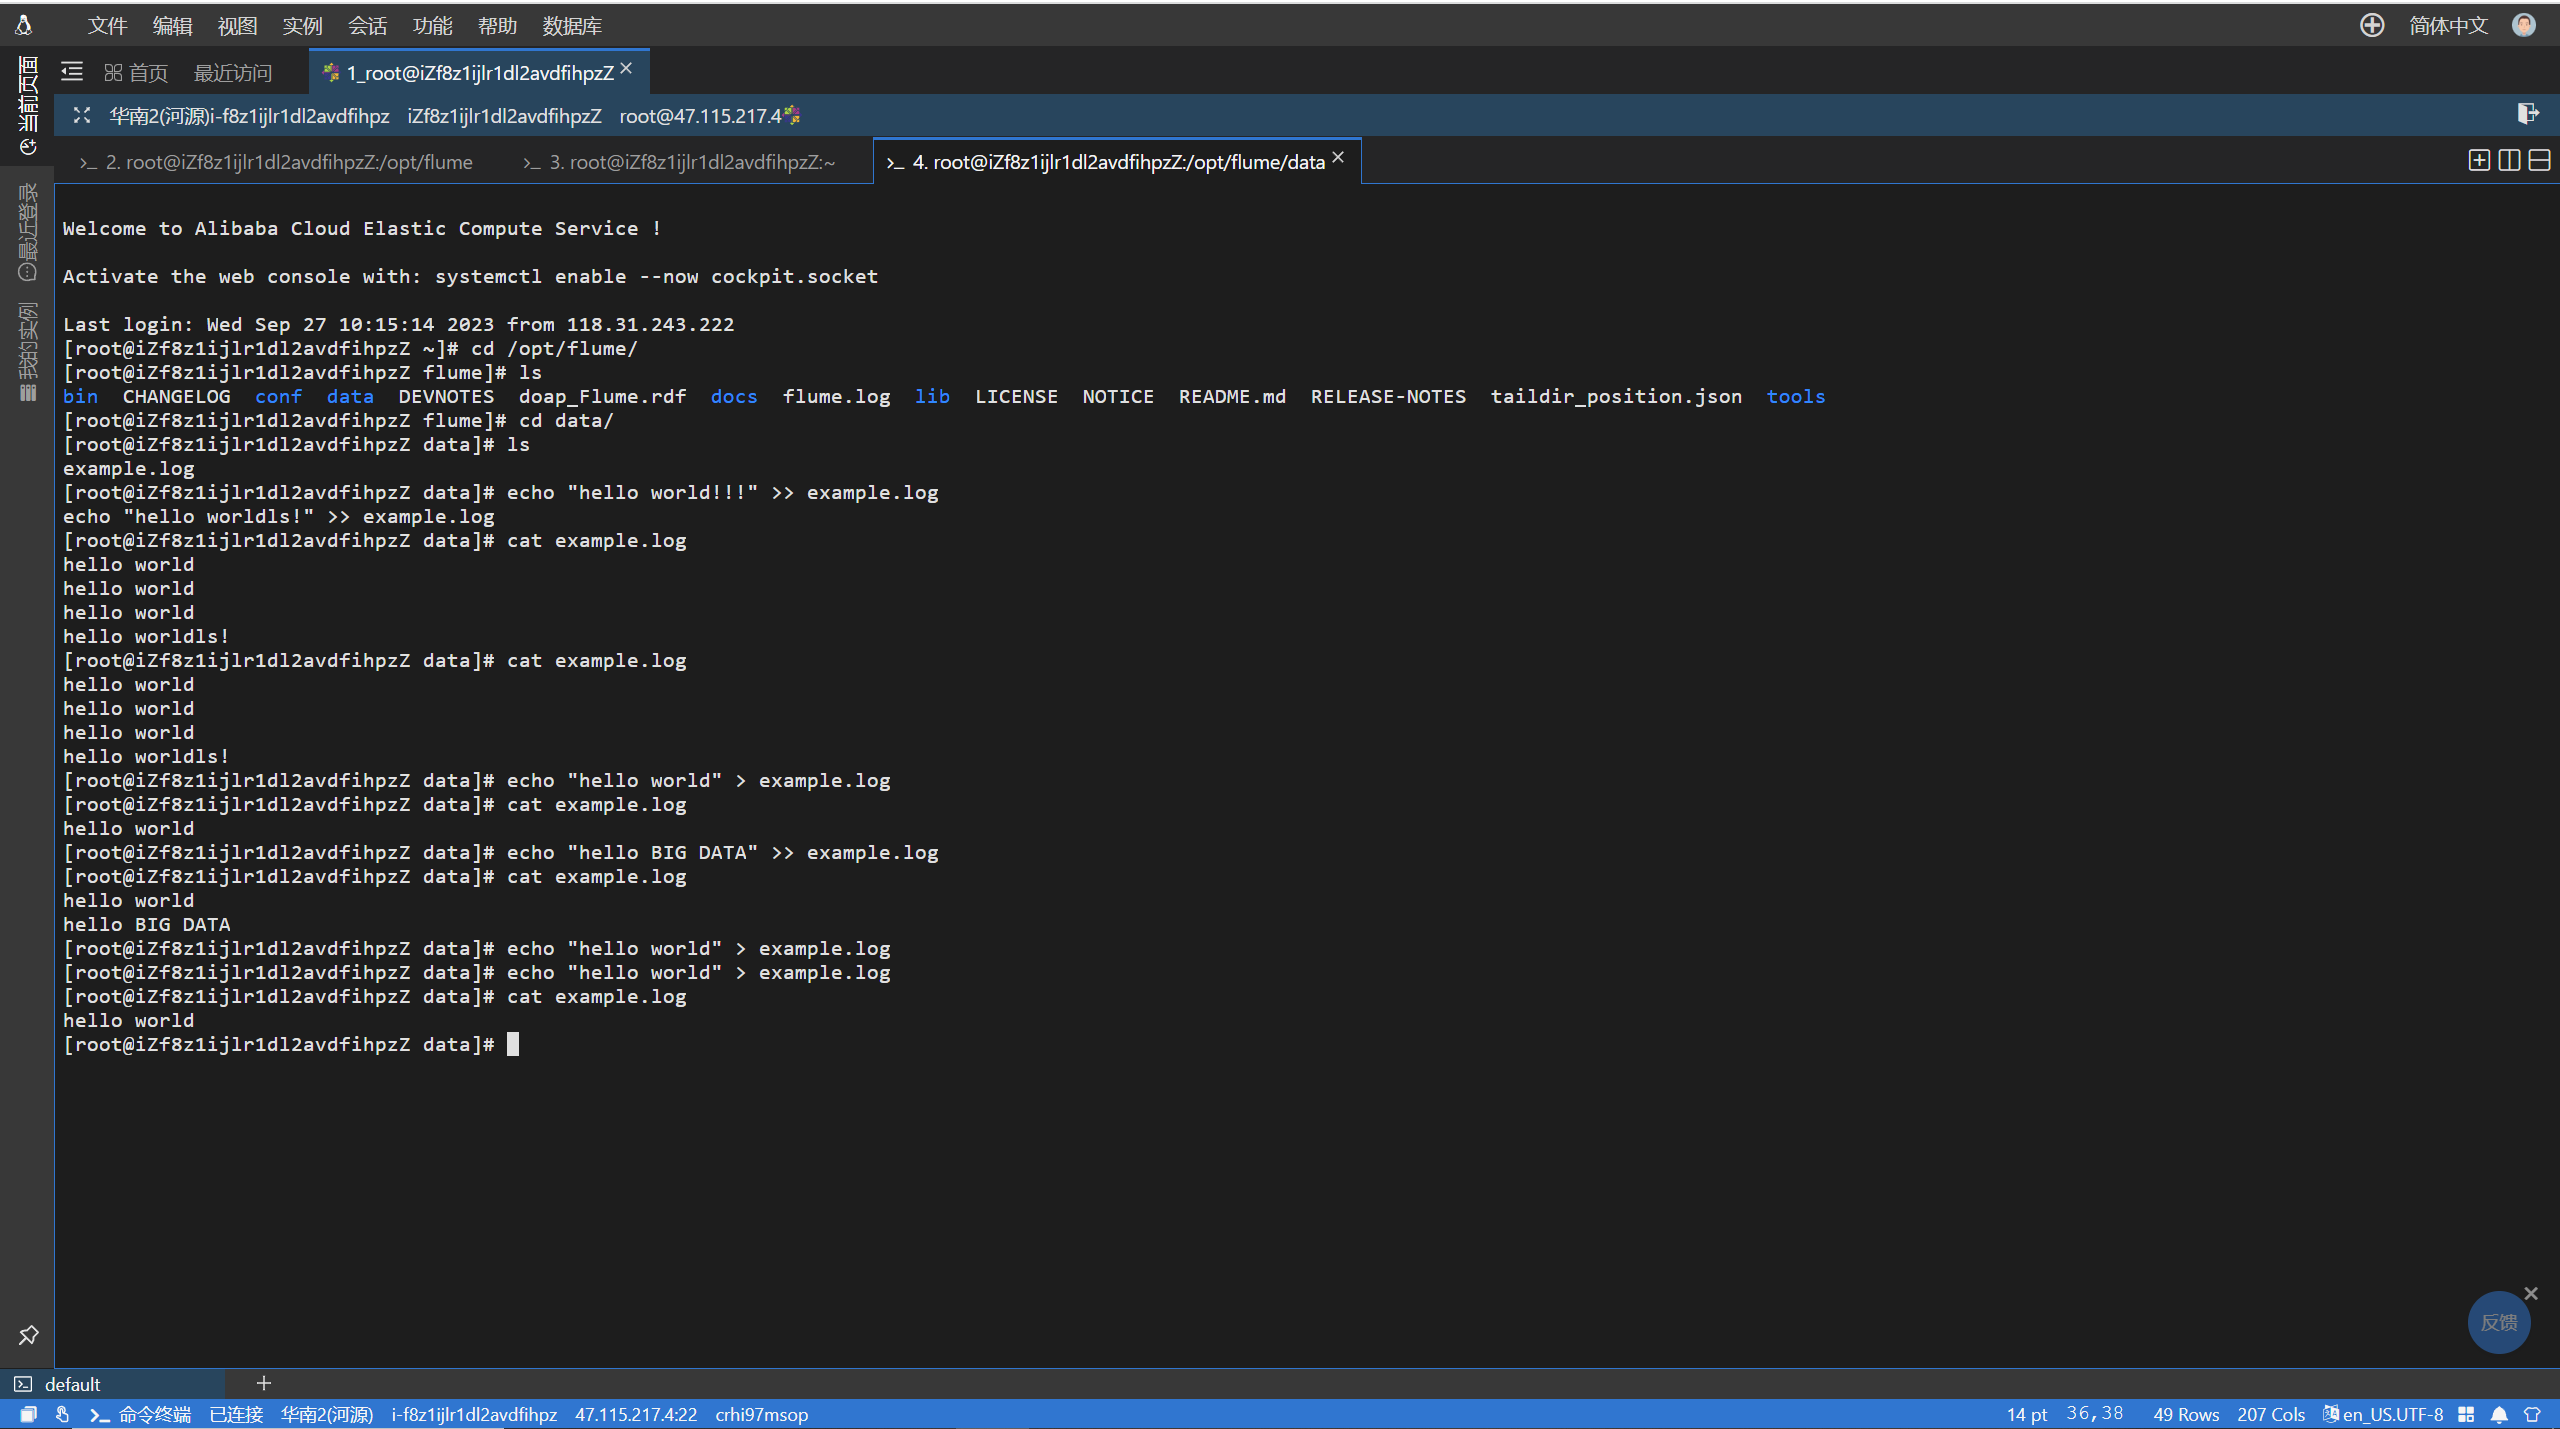 文件 编辑 视图 实例 会话 功能 帮助 数据库 简体中文
当前页面
最近登录
我的实例
首页 最近访问 1_root@iZf8z1ijlr1dl2avdfihpzZ
华南2(河源)i-f8z1ijlr1dl2avdfihpz iZf8z1ijlr1dl2avdfihpzZ root@47.115.217.4
2. root@iZf8z1ijlr1dl2avdfihpzZ:/opt/flume 3. root@iZf8z1ijlr1dl2avdfihpzZ:~ 4. root@iZf8z1ijlr1dl2avdfihpzZ:/opt/flume/data
Welcome to Alibaba Cloud Elastic Compute Service !
Activate the web console with: systemctl enable --now cockpit.socket
Last login: Wed Sep 27 10:15:14 2023 from 118.31.243.222
[root@iZf8z1ijlr1dl2avdfihpzZ ~]# cd /opt/flume/
[root@iZf8z1ijlr1dl2avdfihpzZ flume]# ls
bin CHANGELOG conf data DEVNOTES doap_Flume.rdf docs flume.log lib LICENSE NOTICE README.md RELEASE-NOTES taildir_position.json tools
[root@iZf8z1ijlr1dl2avdfihpzZ flume]# cd data/
[root@iZf8z1ijlr1dl2avdfihpzZ data]# ls
example.log
[root@iZf8z1ijlr1dl2avdfihpzZ data]# echo "hello world!!!" >> example.log
echo "hello worldls!" >> example.log
[root@iZf8z1ijlr1dl2avdfihpzZ data]# cat example.log
hello world
hello world
hello world
hello worldls!
[root@iZf8z1ijlr1dl2avdfihpzZ data]# cat example.log
hello world
hello world
hello world
hello worldls!
[root@iZf8z1ijlr1dl2avdfihpzZ data]# echo "hello world" > example.log
[root@iZf8z1ijlr1dl2avdfihpzZ data]# cat example.log
hello world
[root@iZf8z1ijlr1dl2avdfihpzZ data]# echo "hello BIG DATA" >> example.log
[root@iZf8z1ijlr1dl2avdfihpzZ data]# cat example.log
hello world
hello BIG DATA
[root@iZf8z1ijlr1dl2avdfihpzZ data]# echo "hello world" > example.log
[root@iZf8z1ijlr1dl2avdfihpzZ data]# echo "hello world" > example.log
[root@iZf8z1ijlr1dl2avdfihpzZ data]# cat example.log
hello world
[root@iZf8z1ijlr1dl2avdfihpzZ data]#
反馈
default
命令终端 已连接 华南2(河源) i-f8z1ijlr1dl2avdfihpz 47.115.217.4:22 crhi97msop 14 pt 36,38 49 Rows 207 Cols en_US.UTF-8